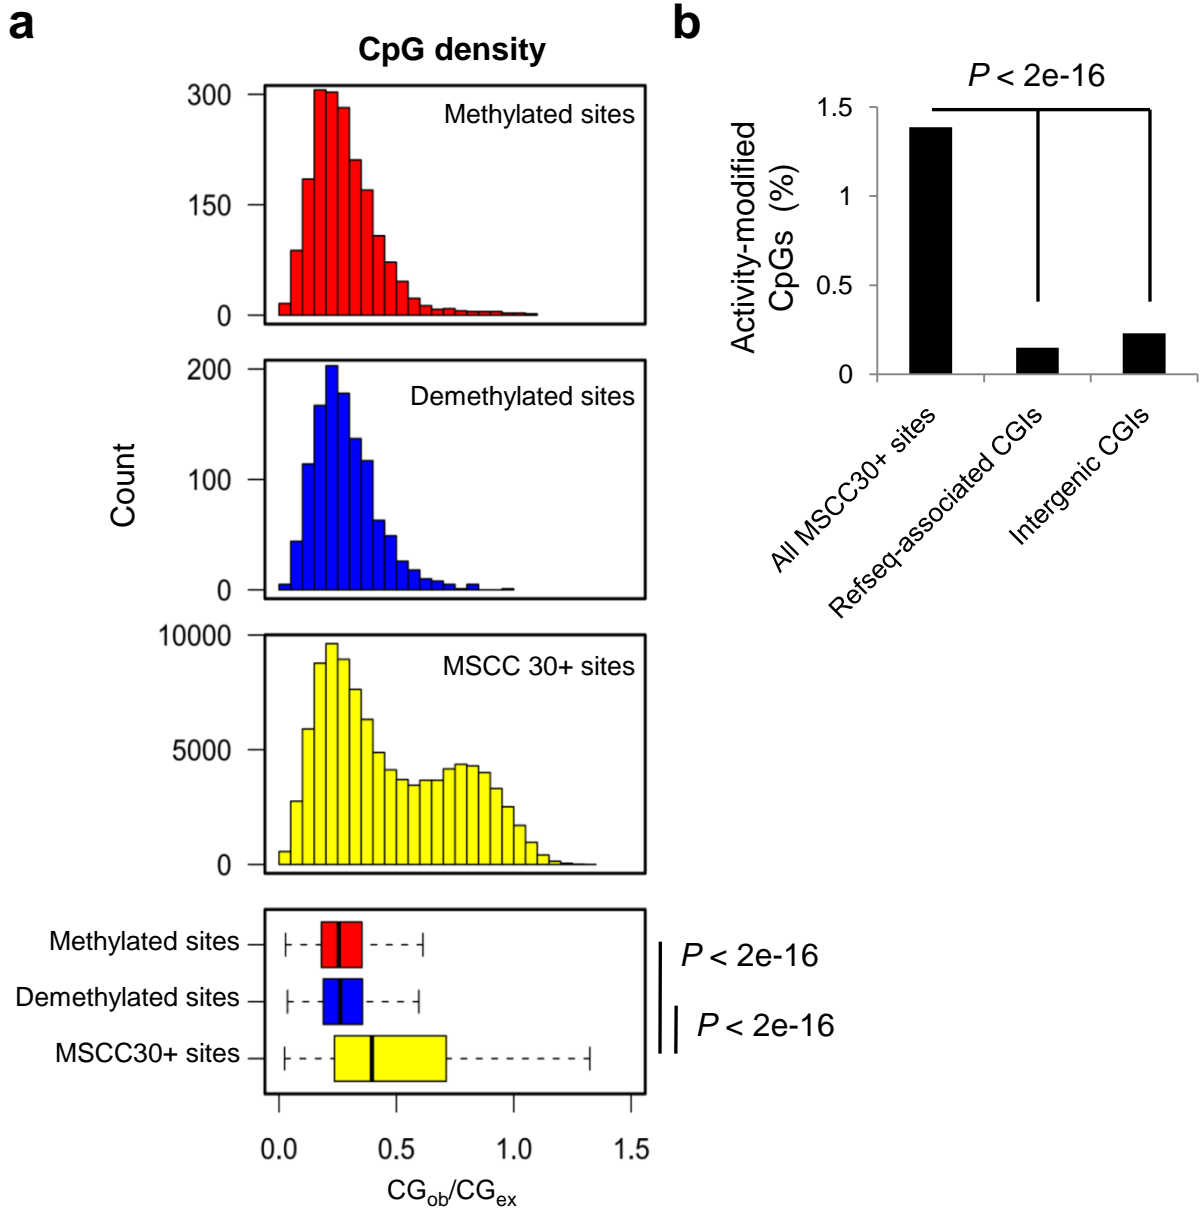 a
CpG density
Count
300
150
0
Methylated sites
200
100
0
Demethylated sites
10000
5000
0
MSCC 30+ sites
Methylated sites
Demethylated sites
MSCC30+ sites
P < 2e-16
P < 2e-16
0.0 0.5 1.0 1.5
CGob/CGex
b
P < 2e-16
Activity-modified
CpGs (%)
1.5
1
0.5
0
All MSCC30+ sites
Refseq-associated CGIs
Intergenic CGIs